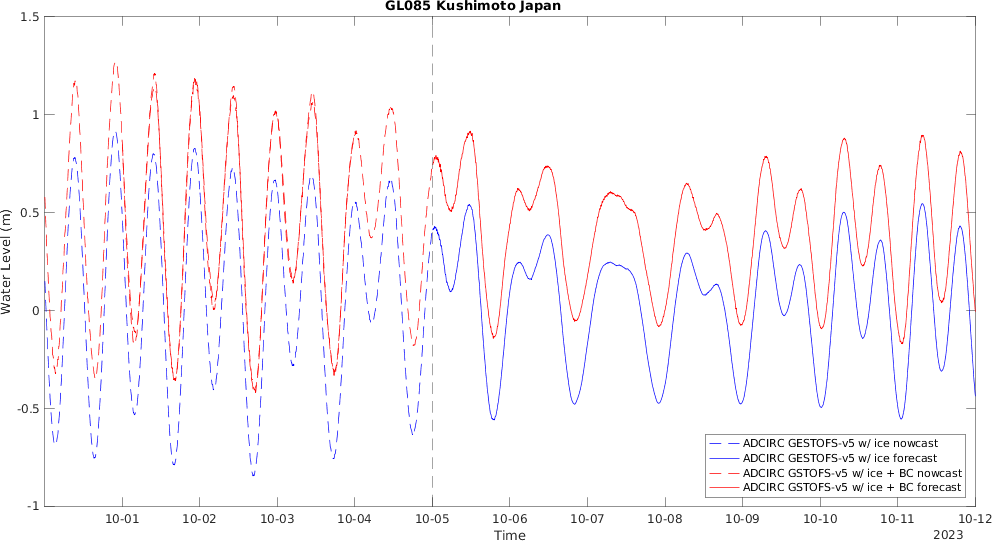 GL085 Kushimoto Japan
1.5
1
0.5
0
-0.5
-1
Water Level (m)
10-01 10-02 10-03 10-04 10-05 10-06 10-07 10-08 10-09 10-10 10-11 10-12
Time
2023
ADCIRC GESTOFS-v5 w/ ice nowcast
ADCIRC GESTOFS-v5 w/ ice forecast
ADCIRC GSTOFS-v5 w/ ice + BC nowcast
ADCIRC GSTOFS-v5 w/ ice + BC forecast